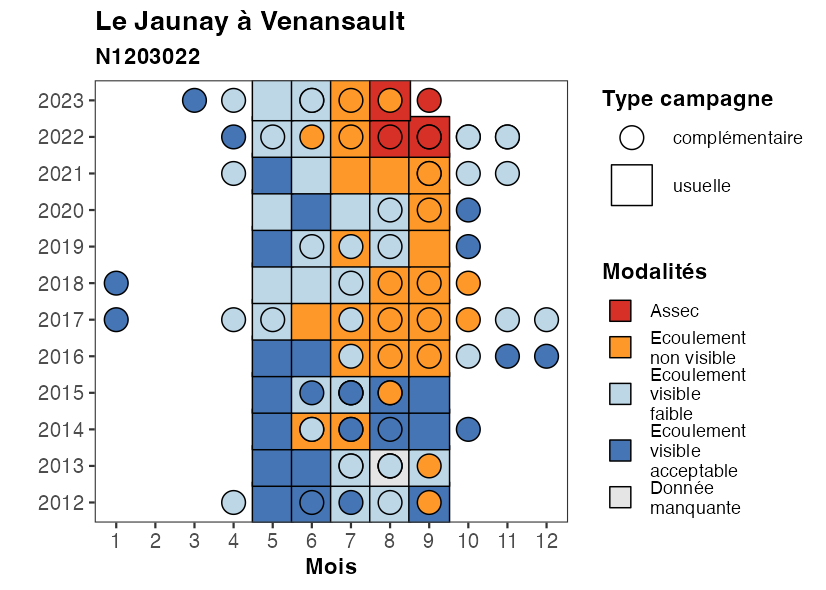 Le Jaunay à Venansault
N1203022
2023
2022
2021
2020
2019
2018
2017
2016
2015
2014
2013
2012
1 2 3 4 5 6 7 8 9 10 11 12
Mois
Type campagne
complémentaire
usuelle
Modalités
Assec
Ecoulement
non visible
Ecoulement
visible
faible
Ecoulement
visible
acceptable
Donnée
manquante